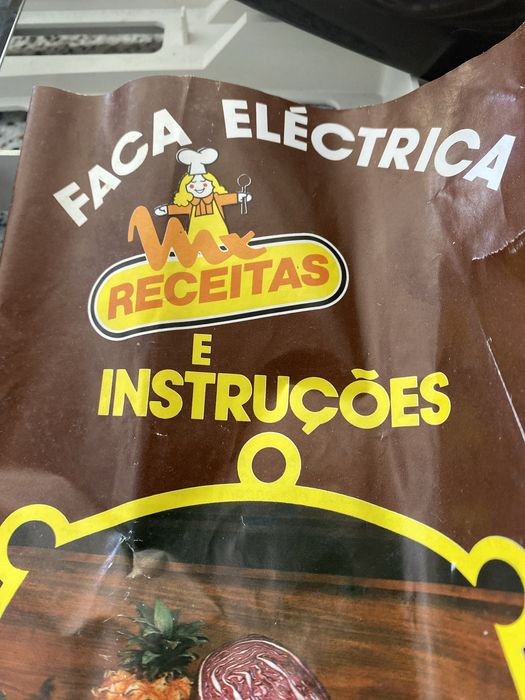 FACA ELÉCTRICA
Mx
RECEITAS
E
INSTRUÇÕES